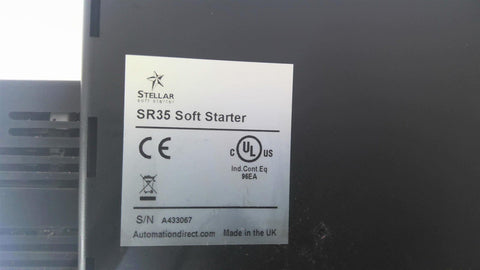 STELLAR
soft starter
SR35 Soft Starter
CE
C UL US
Ind.Cont.Eq
96EA
S/N A433067
Automationdirect.com Made in the UK